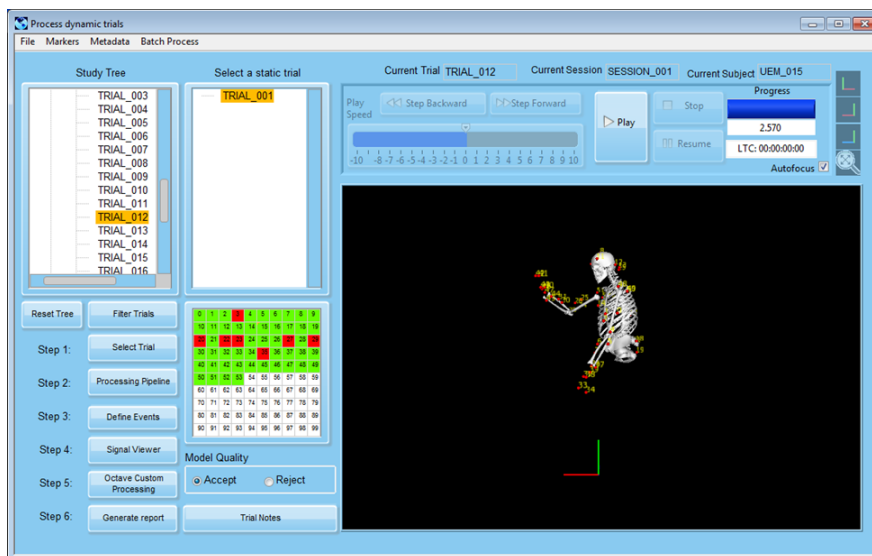 Process dynamic trials
File Markers Metadata Batch Process
Study Tree
TRIAL_003
TRIAL_004
TRIAL_005
TRIAL_006
TRIAL_007
TRIAL_008
TRIAL_009
TRIAL_010
TRIAL_011
TRIAL_012
TRIAL_013
TRIAL_014
TRIAL_015
TRIAL_016
Select a static trial
TRIAL_001
Current Trial TRIAL_012 Current Session SESSION_001 Current Subject UEM_015
Play Speed
Step Backward
Step Forward
-10 -8 -7 -6 -5 -4 -3 -2 -1 0 1 2 3 4 5 6 7 8 10
Play
Stop
Resume
Progress
2.570
LTC: 00:00:00:00
Autofocus
Reset Tree
Filter Trials
Step 1: Select Trial
Step 2: Processing Pipeline
Step 3: Define Events
Step 4: Signal Viewer
Step 5: Octave Custom Processing
Step 6: Generate report
0 1 2 3 4 5 6 7 8 9
10 11 12 13 14 15 16 17 18 19
20 21 22 23 24 25 26 27 28 29
30 31 32 33 34 35 36 37 38 39
40 41 42 43 44 45 46 47 48 49
50 51 52 53 54 55 56 57 58 59
60 61 62 63 64 65 66 67 68 69
70 71 72 73 74 75 76 77 78 79
80 81 82 83 84 85 86 87 88 89
90 91 92 93 94 95 96 97 98 99
Model Quality
Accept Reject
Trial Notes
33 34